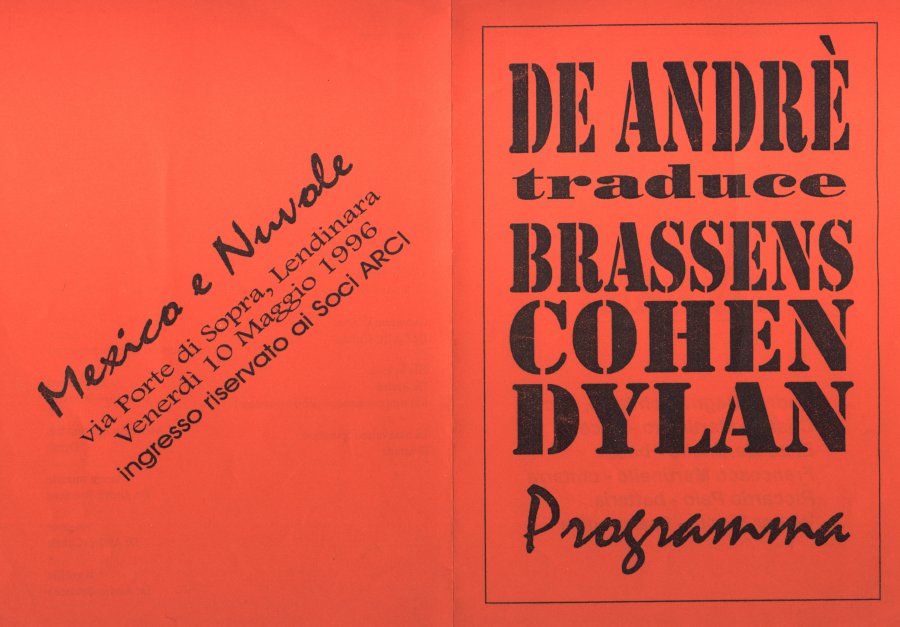 Mexico e Nuvole
via Porte di Sopra, Lendinara
Venerdì 10 Maggio 1996
ingresso riservato ai Soci ARCI
DE ANDRÈ
traduce
BRASSENS
COHEN
DYLAN
Programma